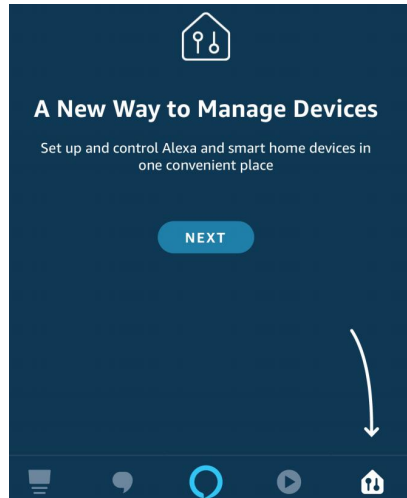 A New Way to Manage Devices
Set up and control Alexa and smart home devices in
one convenient place
NEXT